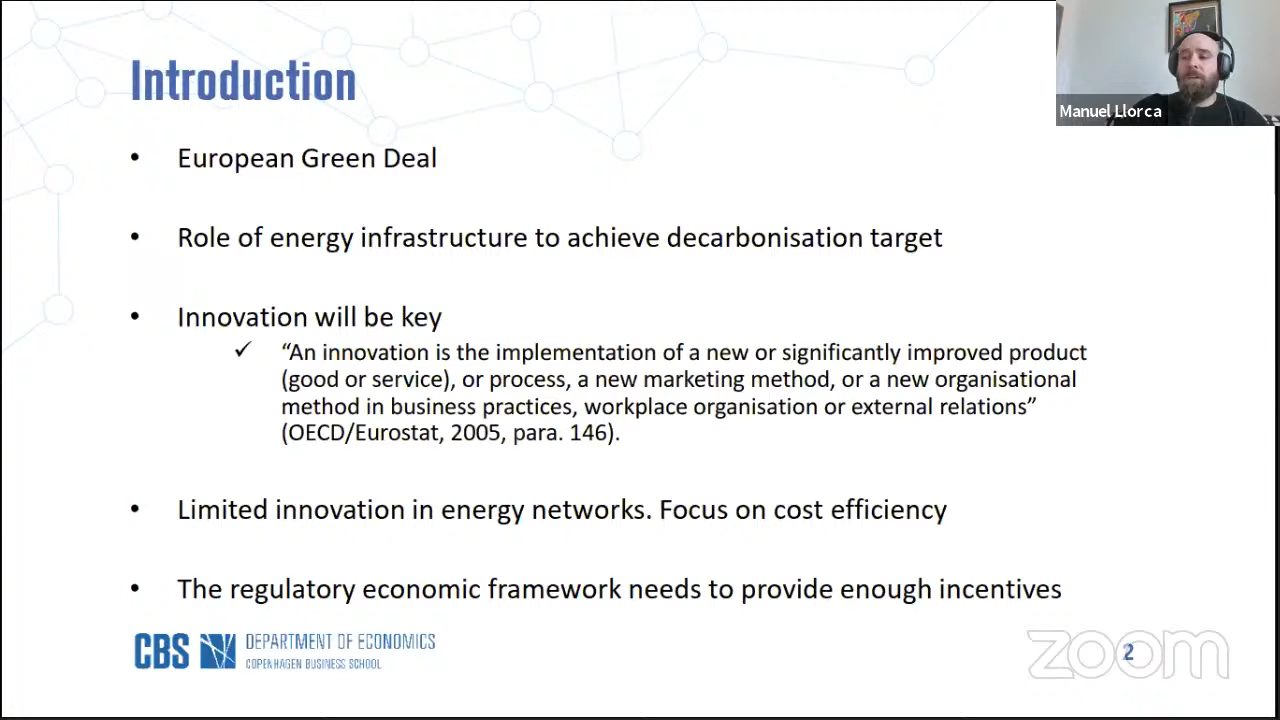 Introduction
Manuel Llorca
• European Green Deal
• Role of energy infrastructure to achieve decarbonisation target
• Innovation will be key
✓ “An innovation is the implementation of a new or significantly improved product
(good or service), or process, a new marketing method, or a new organisational
method in business practices, workplace organisation or external relations”
(OECD/Eurostat, 2005, para. 146).
• Limited innovation in energy networks. Focus on cost efficiency
• The regulatory economic framework needs to provide enough incentives
CBS DEPARTMENT OF ECONOMICS
COPENHAGEN BUSINESS SCHOOL
zoom
2